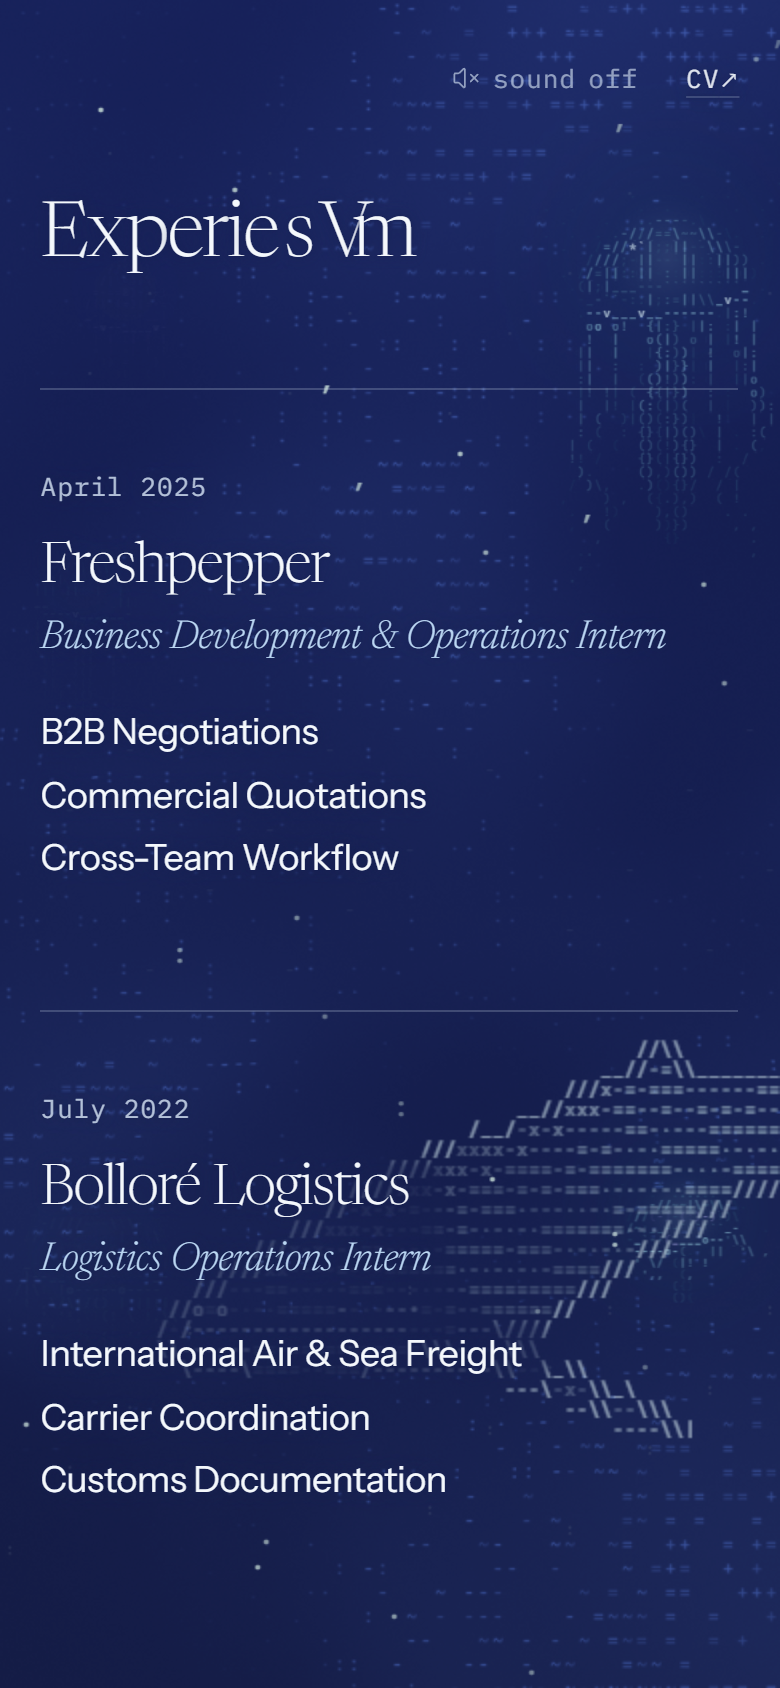 sound off CV↗
Experie s Vm
April 2025
Freshpepper
Business Development & Operations Intern
B2B Negotiations
Commercial Quotations
Cross-Team Workflow
July 2022
Bolloré Logistics
Logistics Operations Intern
International Air & Sea Freight
Carrier Coordination
Customs Documentation